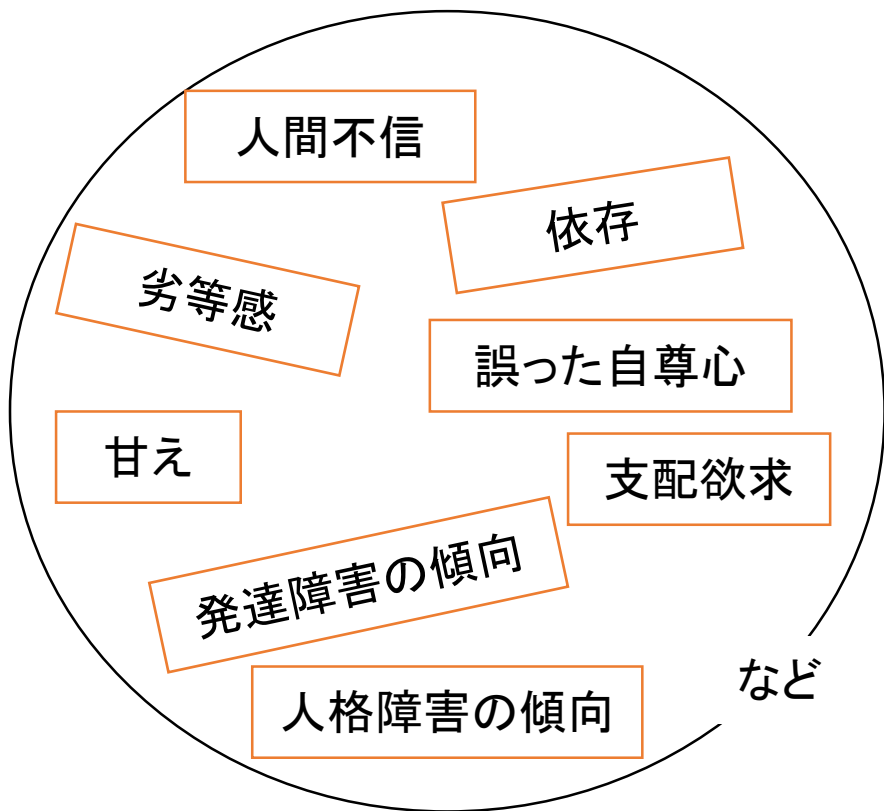 人間不信
依存
劣等感
誤った自尊心
甘え
支配欲求
発達障害の傾向
人格障害の傾向
など